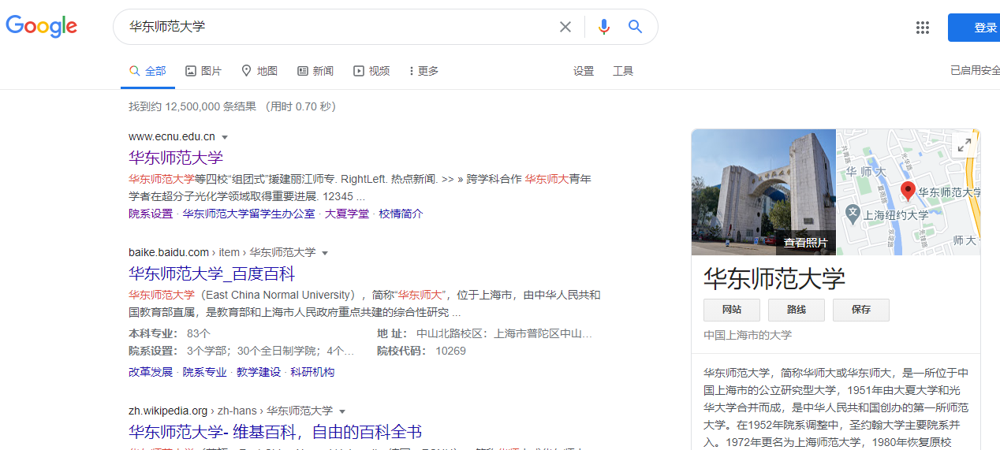 Google
华东师范大学
登录
全部
图片
地图
新闻
视频
更多
设置
工具
已启用安全
找到约 12,500,000 条结果 （用时 0.70 秒）
www.ecnu.edu.cn
华东师范大学
华东师范大学等四校“组团式”援建丽江师专. RightLeft. 热点新闻. >> » 跨学科合作 华东师大青年
学者在超分子光化学领域取得重要进展. 12345 ...
院系设置 · 华东师范大学留学生办公室 · 大夏学堂 · 校情简介
baike.baidu.com › item › 华东师范大学
华东师范大学_百度百科
华东师范大学（East China Normal University），简称“华东师大”，位于上海市，由中华人民共和
国教育部直属，是教育部和上海市人民政府重点共建的综合性研究 ...
本科专业： 83个
地 址： 中山北路校区：上海市普陀区中山…
院系设置： 3个学部；30个全日制学院；4个…
院校代码： 10269
改革发展 · 院系专业 · 教学建设 · 科研机构
zh.wikipedia.org › zh-hans › 华东师范大学
华东师范大学- 维基百科，自由的百科全书
查看照片
华师大
华东师范大学
文
上海纽约大学
师大
华东师范大学
网站
路线
保存
中国上海市的大学
华东师范大学，简称华师大或华东师大，是一所位于中
国上海市的公立研究型大学，1951年由大夏大学和光
华大学合并而成，是中华人民共和国创办的第一所师范
大学。在1952年院系调整中，圣约翰大学主要院系并
入。1972年更名为上海师范大学，1980年恢复原校